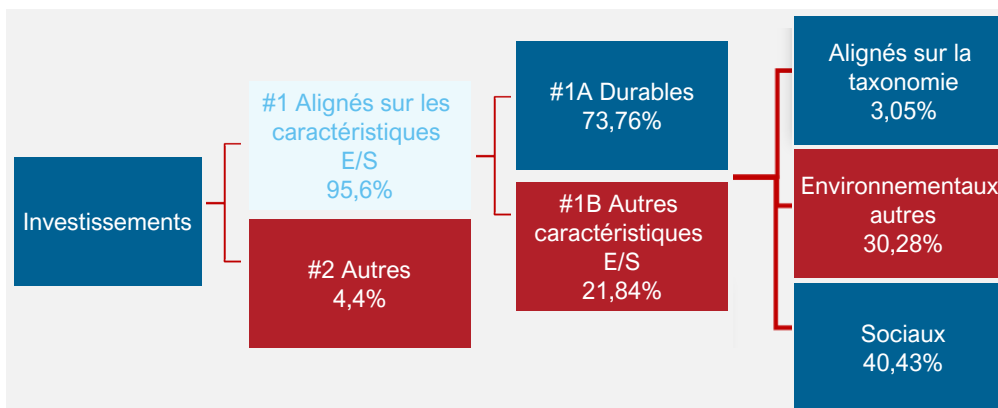 Investissements
#1 Alignés sur les
caractéristiques
E/S
95,6%
#2 Autres
4,4%
#1A Durables
73,76%
#1B Autres
caractéristiques
E/S
21,84%
Alignés sur la
taxonomie
3,05%
Environnementaux
autres
30,28%
Sociaux
40,43%